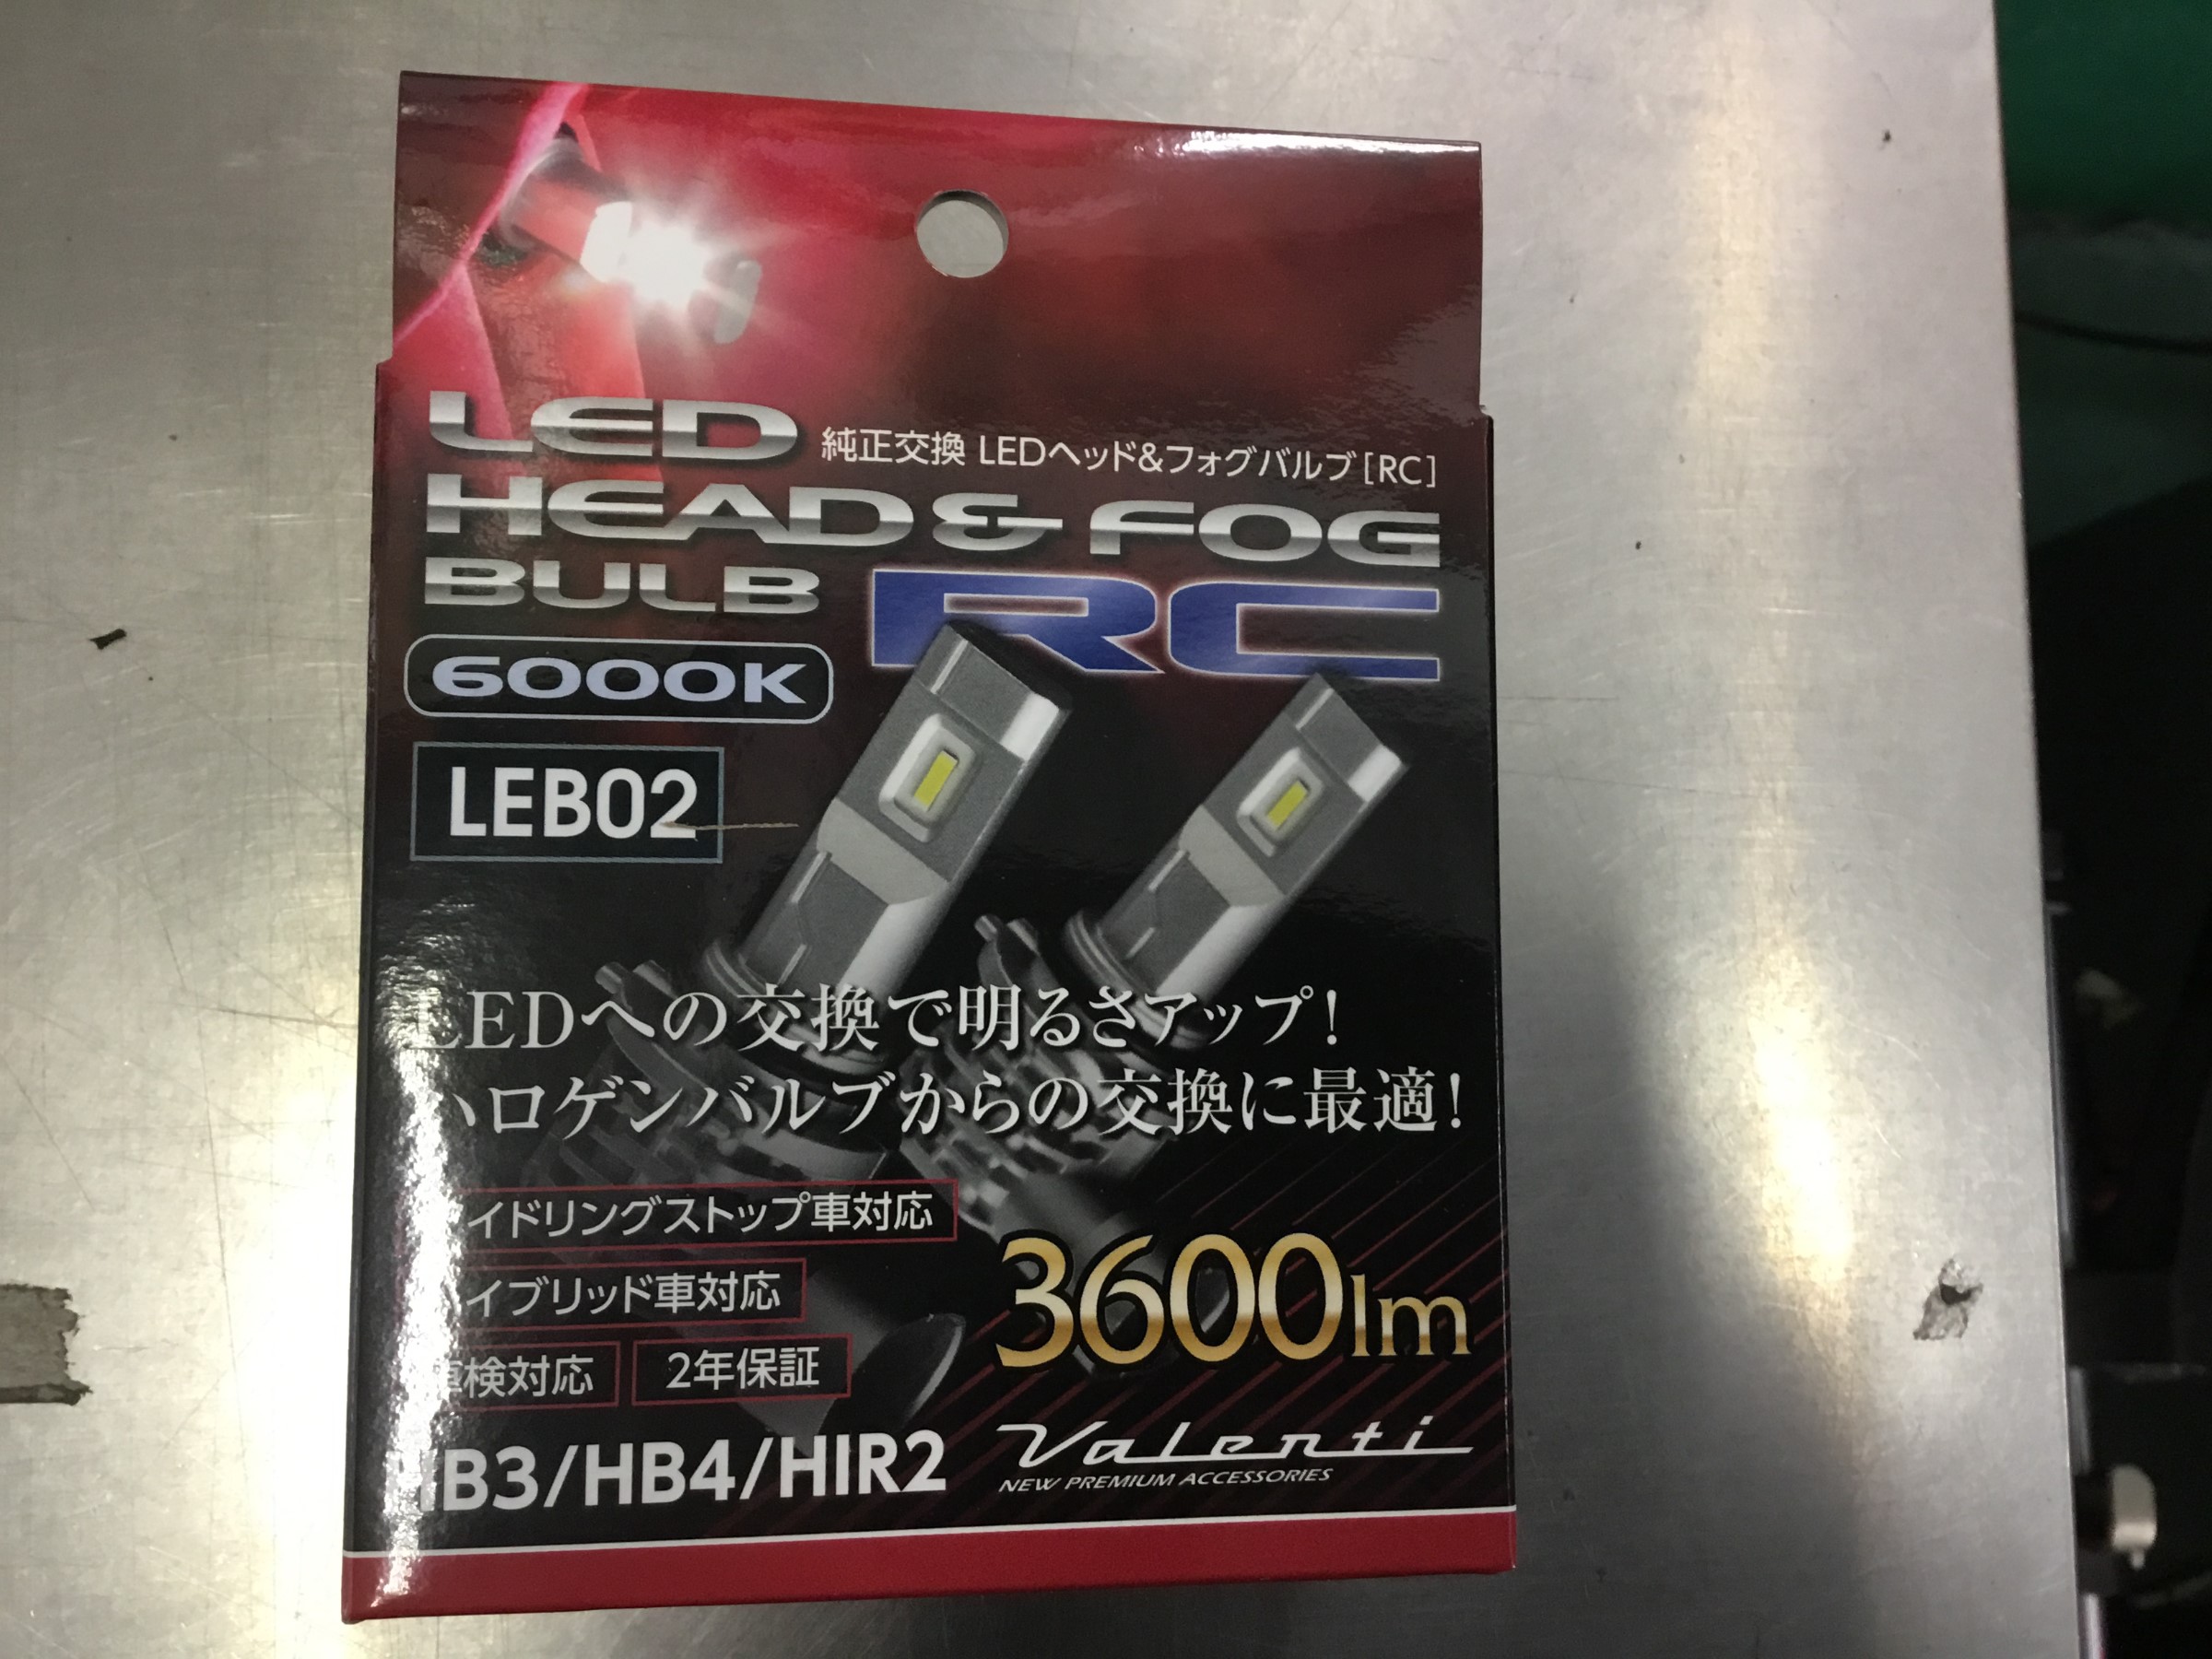 LED
純正交換 LEDヘッド&フォグバルブ[RC]
HEAD & FOG
BULB RC
6000K
LEB02
LEDへの交換で明るさアップ!
ハロゲンバルブからの交換に最適!
アイドリングストップ車対応
ハイブリッド車対応
車検対応 2年保証
3600lm
HB3/HB4/HIR2
Valenti
NEW PREMIUM ACCESSORIES